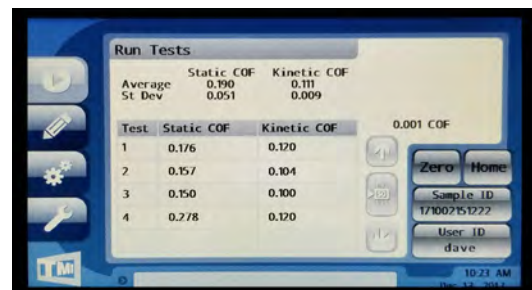 Run Tests
Static COF Kinetic COF
Average 0.190 0.111
St Dev 0.051 0.009
Test Static COF Kinetic COF
1 0.176 0.120
2 0.157 0.104
3 0.150 0.100
4 0.278 0.120
0.001 COF
Zero Home
Sample ID
171002151222
User ID
dave
TMI
10:23 AM